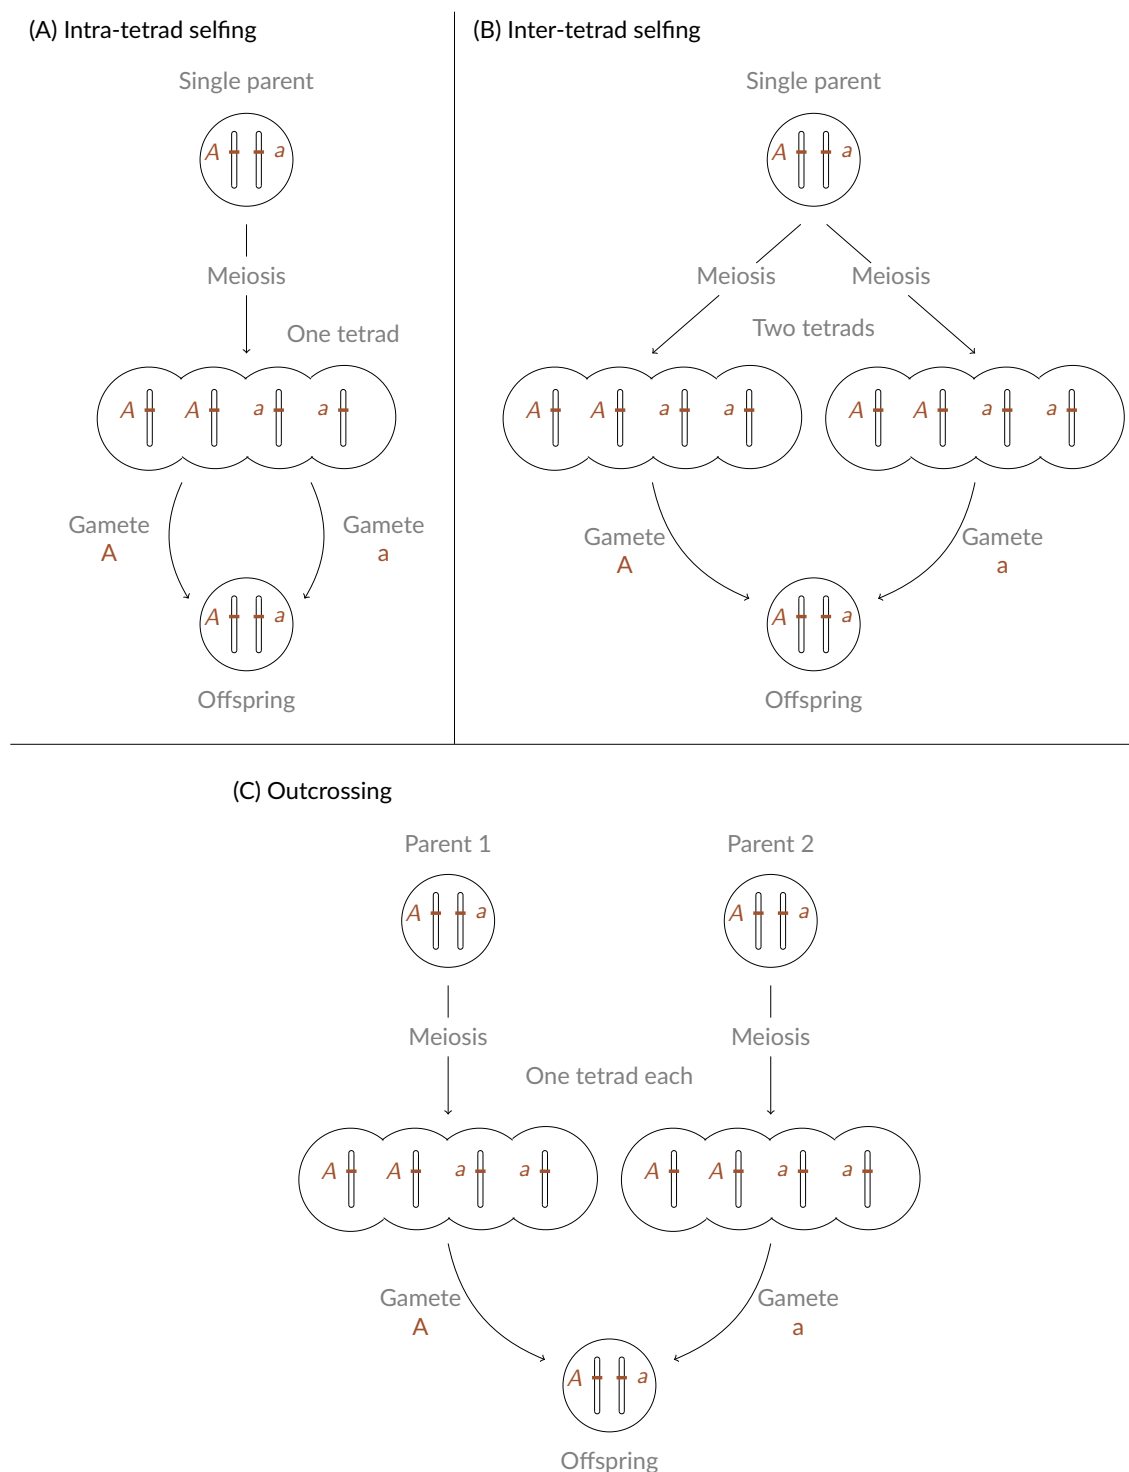 (A) Intra-tetrad selfing
Single parent
A a
Meiosis
One tetrad
A A a a
Gamete
A
Gamete
a
A a
Offspring
(B) Inter-tetrad selfing
Single parent
A a
Meiosis Meiosis
Two tetrads
A A a a A A a a
Gamete
A
Gamete
a
A a
Offspring
(C) Outcrossing
Parent 1 Parent 2
A a A a
Meiosis Meiosis
One tetrad each
A A a a A A a a
Gamete
A
Gamete
a
A a
Offspring